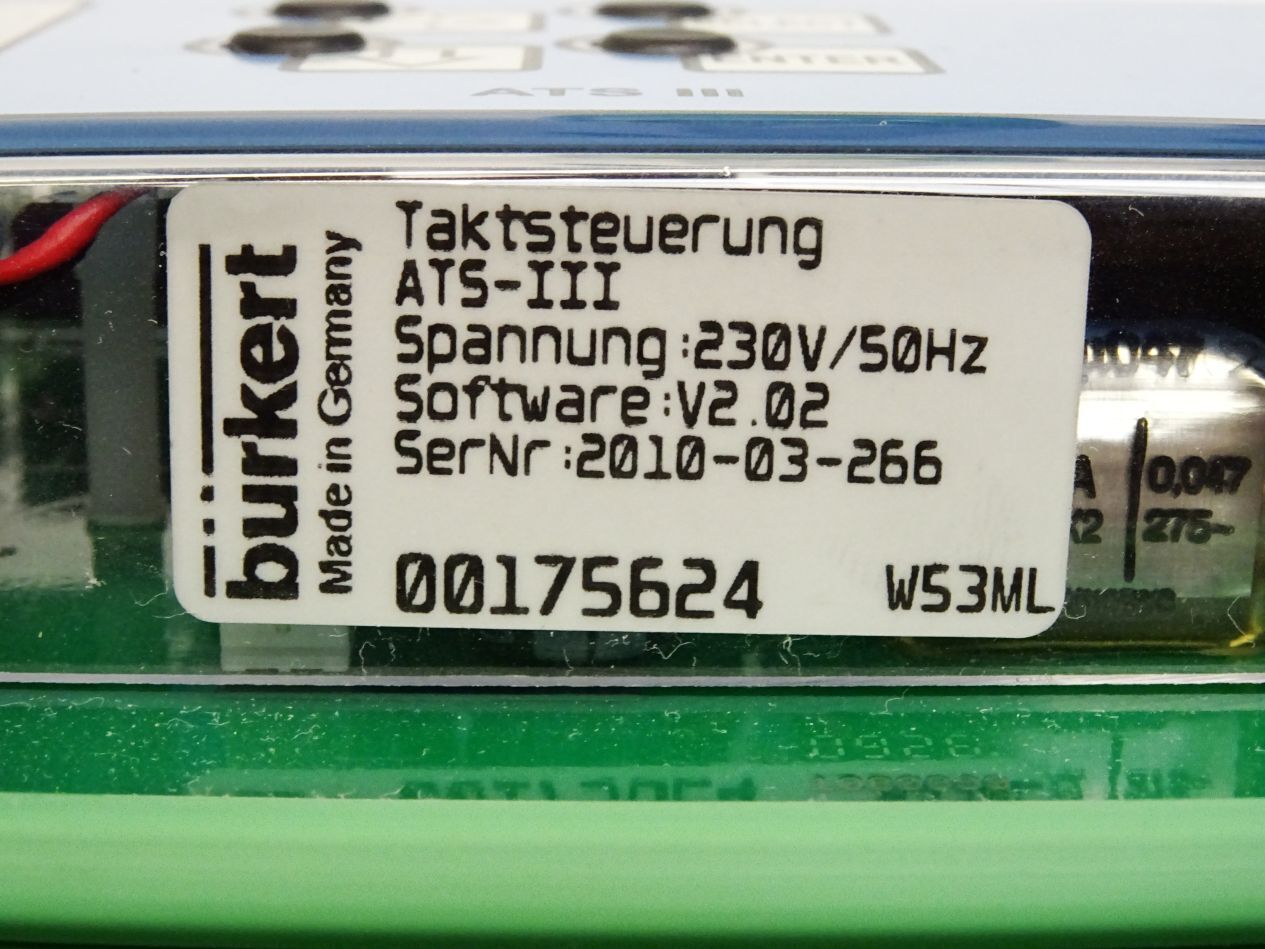 ENTER
ATS III
bürkert
Made in Germany
Taktsteuerung
ATS-III
Spannung:230V/50Hz
Software:V2.02
SerNr:2010-03-266
00175624
W53ML
0,047
275~